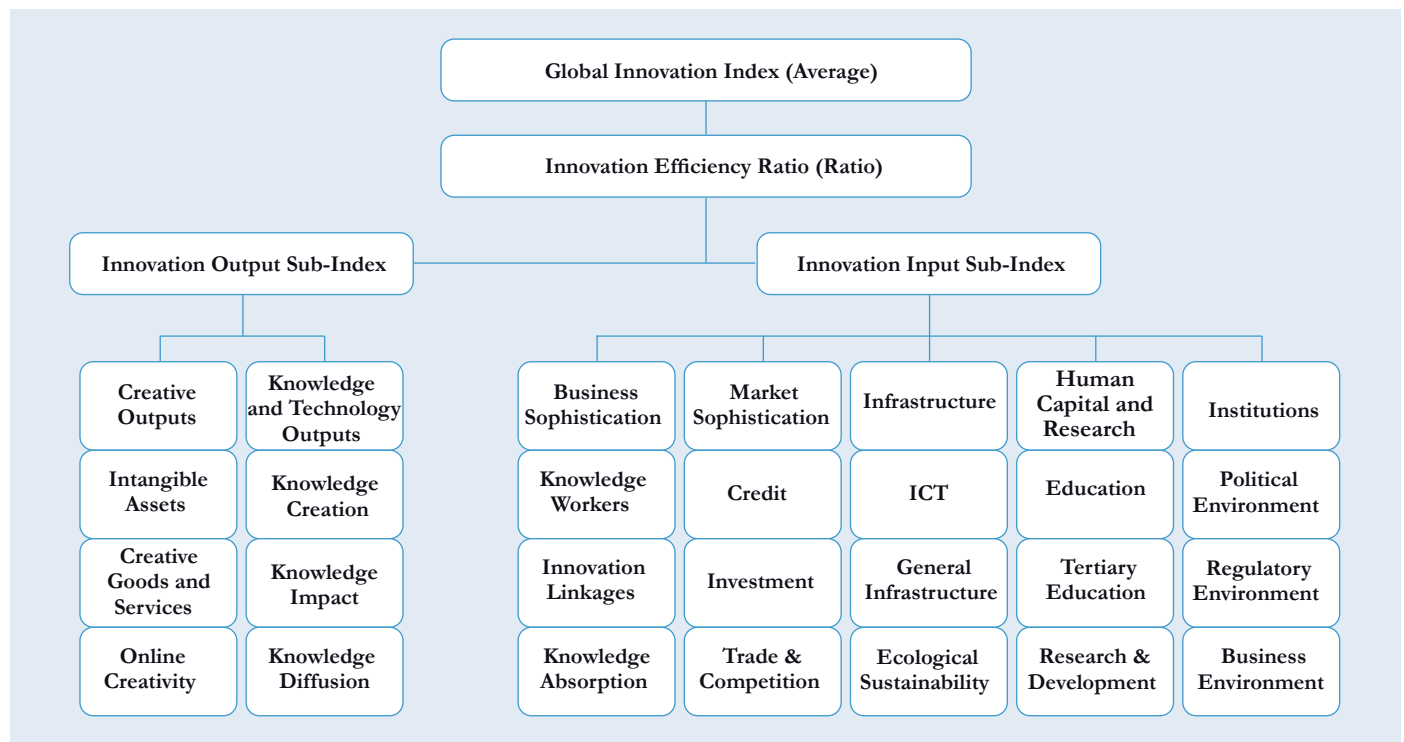 Global Innovation Index (Average)
Innovation Efficiency Ratio (Ratio)
Innovation Output Sub-Index
Innovation Input Sub-Index
Creative
Outputs
Knowledge
and Technology
Outputs
Business
Sophistication
Market
Sophistication
Infrastructure
Human
Capital and
Research
Institutions
Intangible
Assets
Knowledge
Creation
Knowledge
Workers
Credit
ICT
Education
Political
Environment
Creative
Goods and
Services
Knowledge
Impact
Innovation
Linkages
Investment
General
Infrastructure
Tertiary
Education
Regulatory
Environment
Online
Creativity
Knowledge
Diffusion
Knowledge
Absorption
Trade &
Competition
Ecological
Sustainability
Research &
Development
Business
Environment